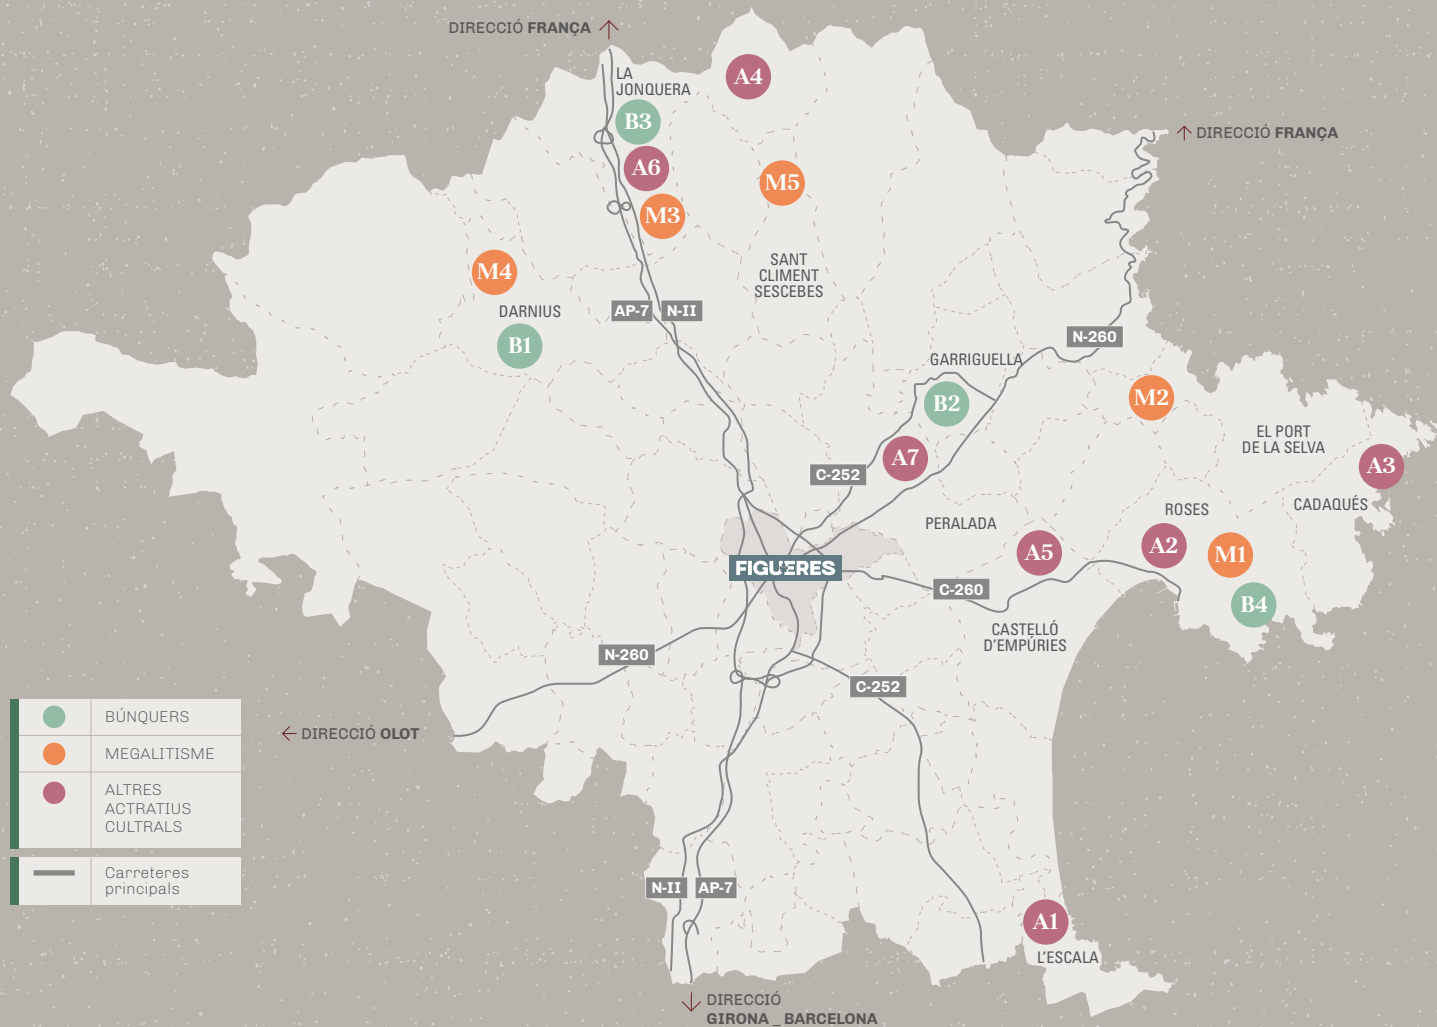 DIRECCIÓ FRANÇA
LA
JONQUERA
A4
B3
DIRECCIÓ FRANÇA
A6
M5
M3
SANT
CLIMENT
SESCEBES
M4
DARNIUS
AP-7
N-II
B1
N-260
GARRIGUELLA
B2
M2
EL PORT
DE LA SELVA
A7
A3
C-252
CADAQUÉS
ROSES
PERALADA
A5
A2
M1
FIGUERES
C-260
B4
CASTELLÓ
D'EMPÚRIES
N-260
C-252
BÚNQUERS
MEGALITISME
ALTRES
ACTRATIUS
CULTRALS
Carreteres
principals
DIRECCIÓ OLOT
N-II
AP-7
A1
L'ESCALA
DIRECCIÓ
GIRONA _ BARCELONA